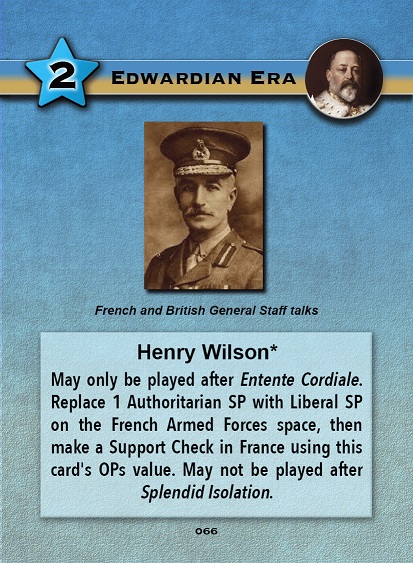 2
Edwardian Era
French and British General Staff talks
Henry Wilson*
May only be played after Entente Cordiale.
Replace 1 Authoritarian SP with Liberal SP
on the French Armed Forces space, then
make a Support Check in France using this
card's OPs value. May not be played after
Splendid Isolation.
066